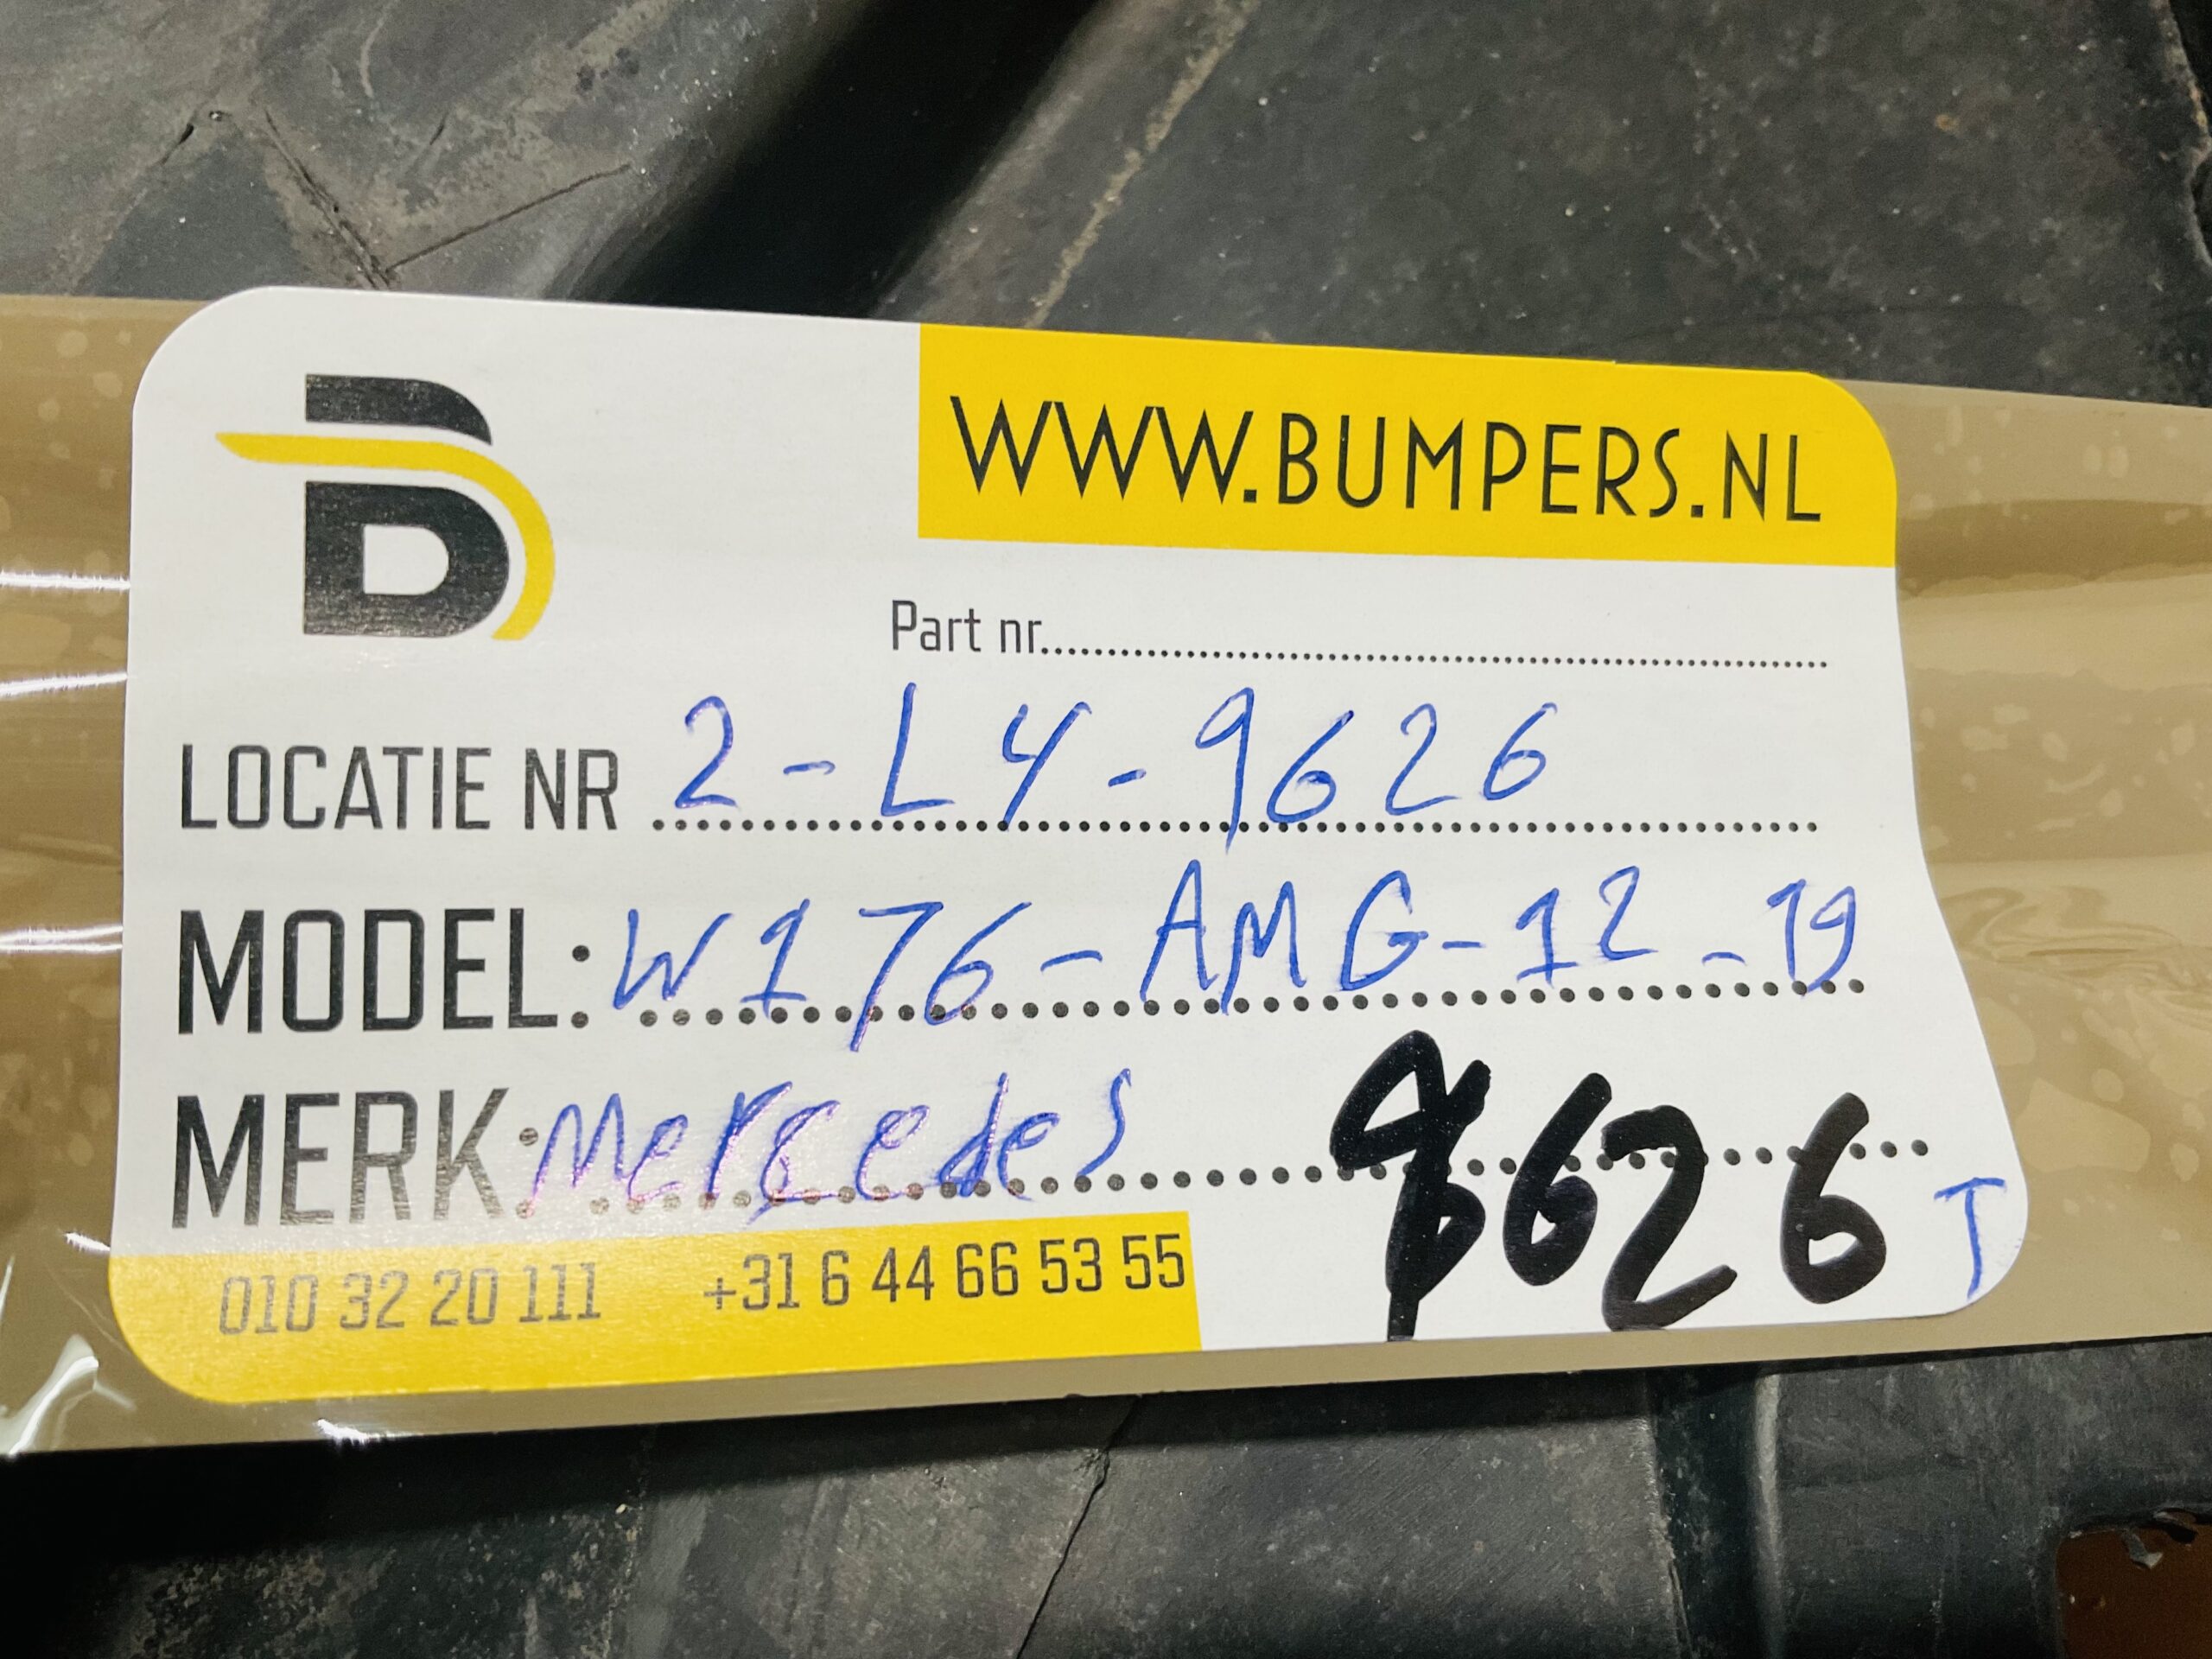 B
WWW.BUMPERS.NL
Part nr.........................................
LOCATIE NR 2-L4-9626
MODEL: W176-AMG-12-19
MERK: Mercedes
9626 T
010 32 20 111 +31 6 44 66 53 55